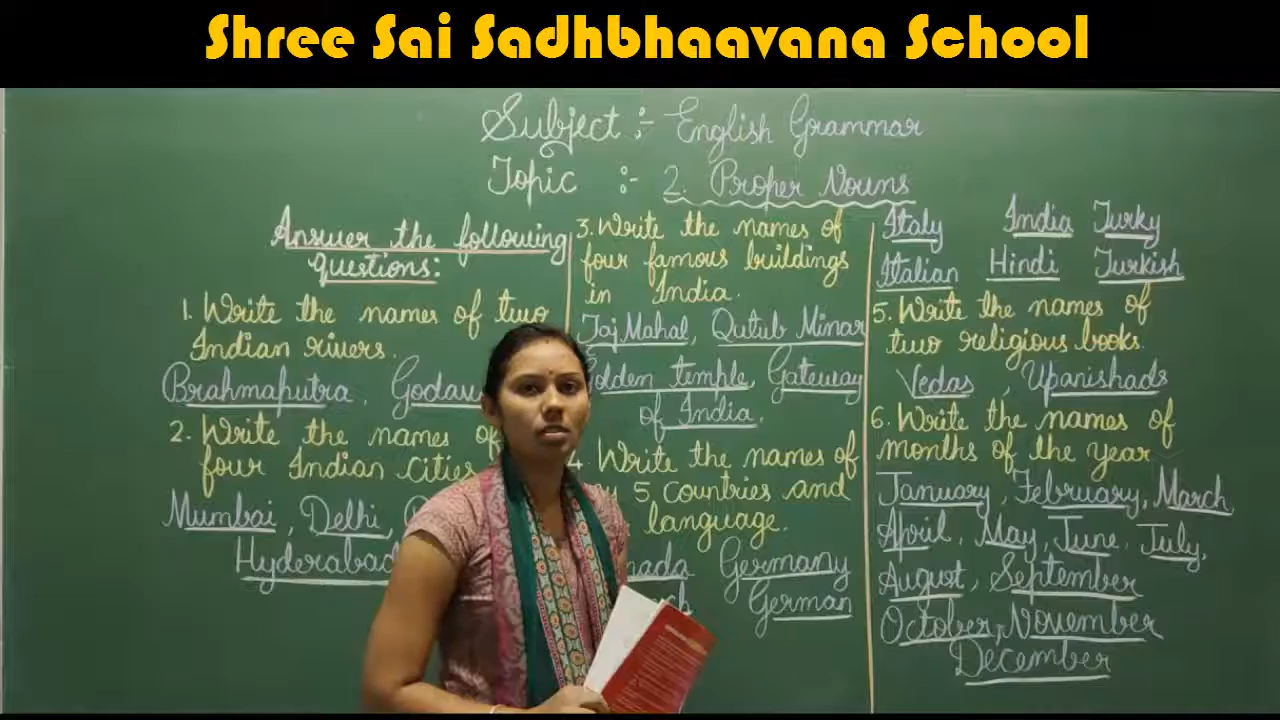 Shree Sai Sadhbhaavana School
Subject :- English Grammar
Topic :- 2. Proper Nouns
Answer the following
questions:
1. Write the names of two
Indian rivers.
Brahmaputra, 
2. Write the names
four Indian cities
Mumbai, Delhi,
Hyderabad
3. Write the names of
four famous buildings
in India.
Taj Mahal, Qutub Minar
temple, Gateway
of India.
4. Write the names of
5 countries and
language.
Germany
German
Italy India Turky
Italian Hindi Turkish
5. Write the names of
two religious books.
Vedas, Upanishads
6. Write the names of
months of the year
January, February, March
April, May, June, July,
August, September
October, November
December